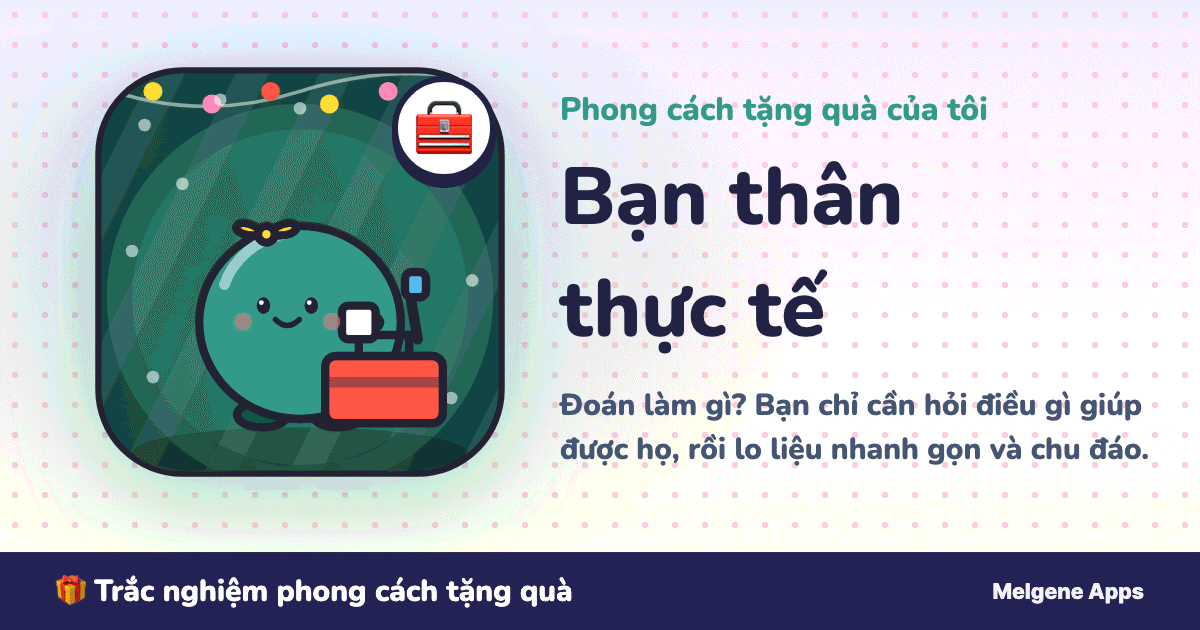 Phong cách tặng quà của tôi
Bạn thân
thực tế
Đoán làm gì? Bạn chỉ cần hỏi điều gì giúp
được họ, rồi lo liệu nhanh gọn và chu đáo.
🎁 Trắc nghiệm phong cách tặng quà
Melgene Apps